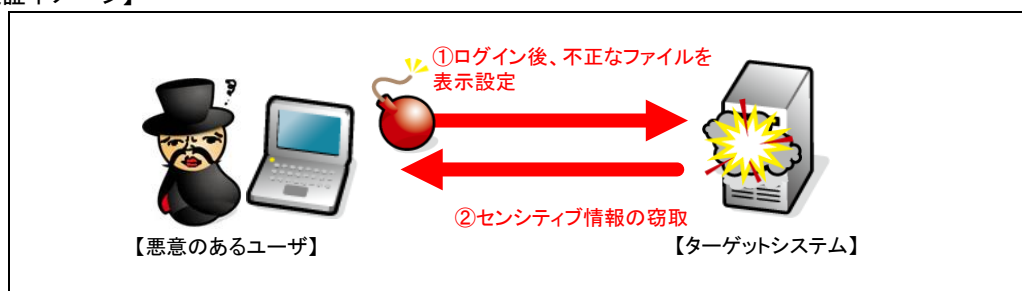 ①ログイン後、不正なファイルを
表示設定
②センシティブ情報の窃取
【悪意のあるユーザ】
【ターゲットシステム】